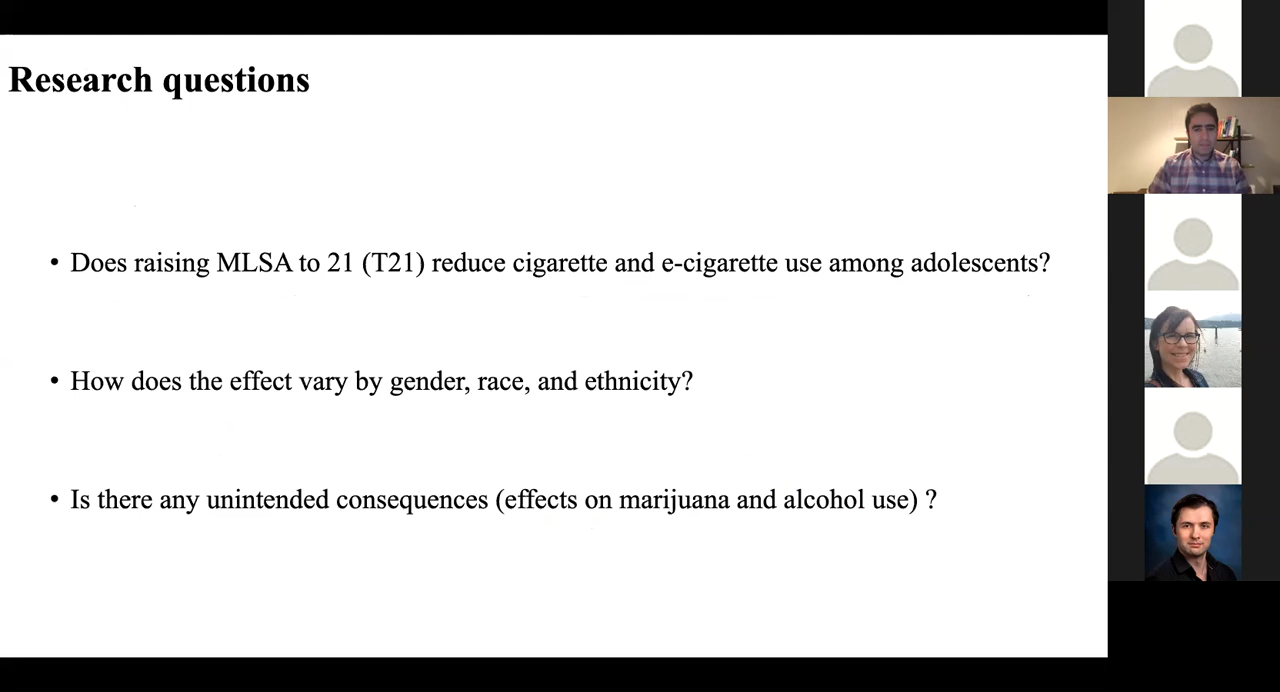 Research questions
• Does raising MLSA to 21 (T21) reduce cigarette and e-cigarette use among adolescents?
• How does the effect vary by gender, race, and ethnicity?
• Is there any unintended consequences (effects on marijuana and alcohol use) ?